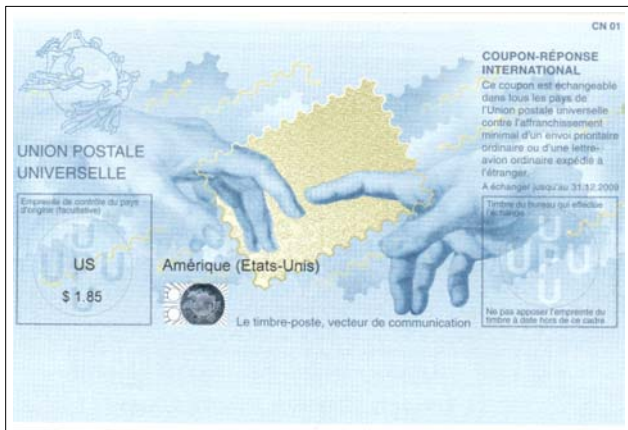 CN 01
UNION POSTALE
UNIVERSELLE
COUPON-RÉPONSE
INTERNATIONAL
Ce coupon est échangeable
dans tous les pays de
l'Union postale universelle
contre l'affranchissement
minimal d'un envoi prioritaire
ordinaire ou d'une lettre-
avion ordinaire expédié à
l'étranger.
A échanger jusqu'au 31.12.2009
Empreinte de contrôle du pays
d'origine (facultative)
US
$ 1.85
Amérique (Etats-Unis)
Le timbre-poste, vecteur de communication
Timbre du bureau qui effectue
l'échange
UPU
Ne pas apposer l'empreinte du
timbre à date hors de ce cadre